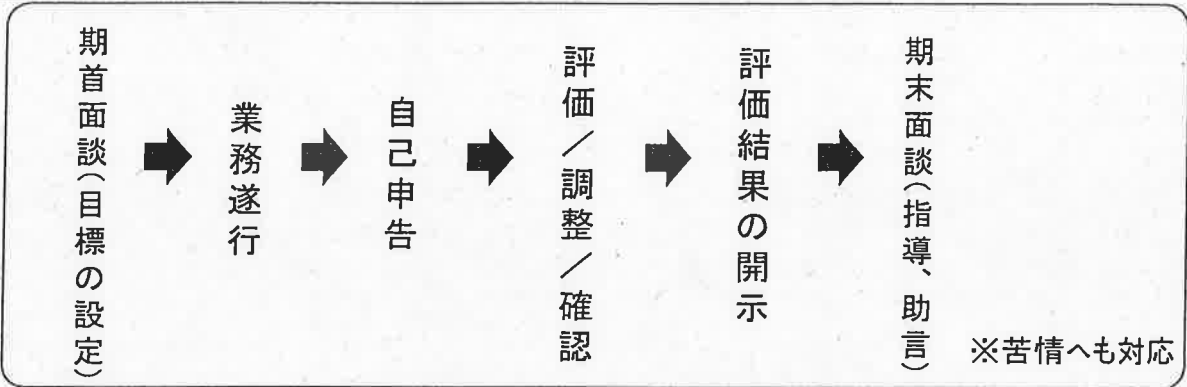 期首面談(目標の設定)
業務遂行
自己申告
評価/調整/確認
評価結果の開示
期末面談(指導、助言)
※苦情へも対応